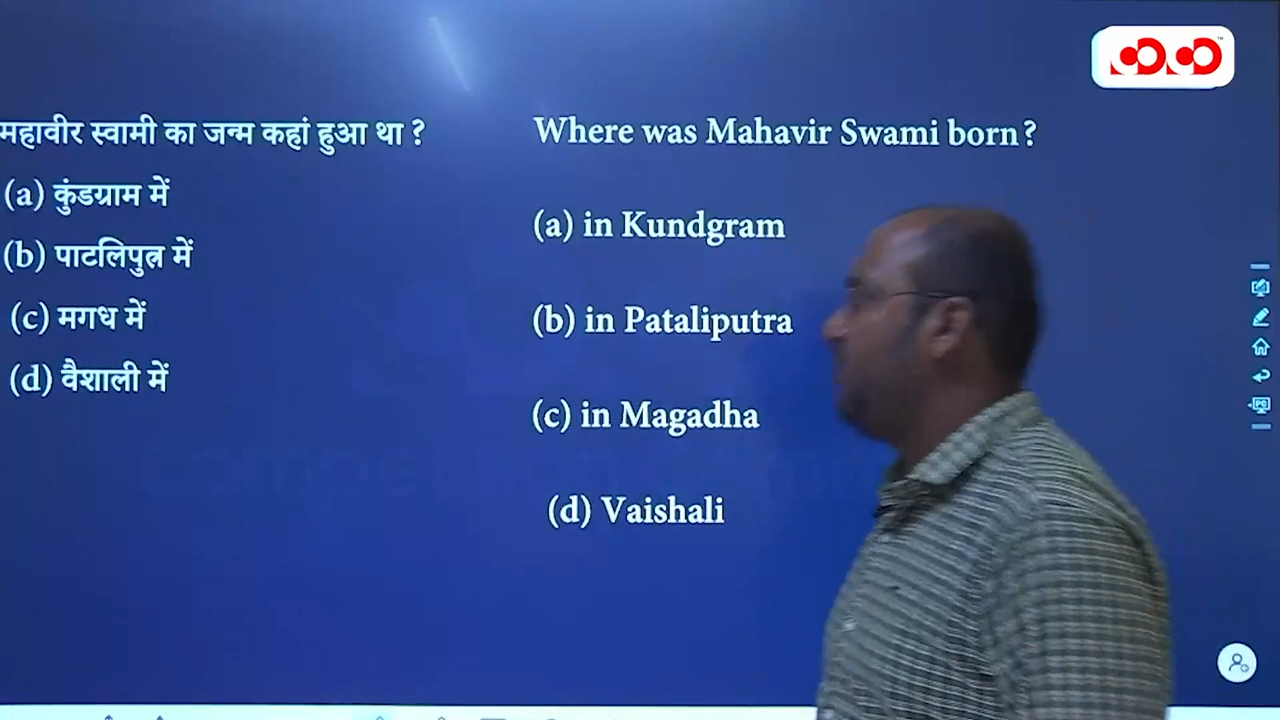 महावीर स्वामी का जन्म कहां हुआ था ?
(a) कुंडग्राम में
(b) पाटलिपुत्र में
(c) मगध में
(d) वैशाली में
Where was Mahavir Swami born?
(a) in Kundgram
(b) in Pataliputra
(c) in Magadha
(d) Vaishali